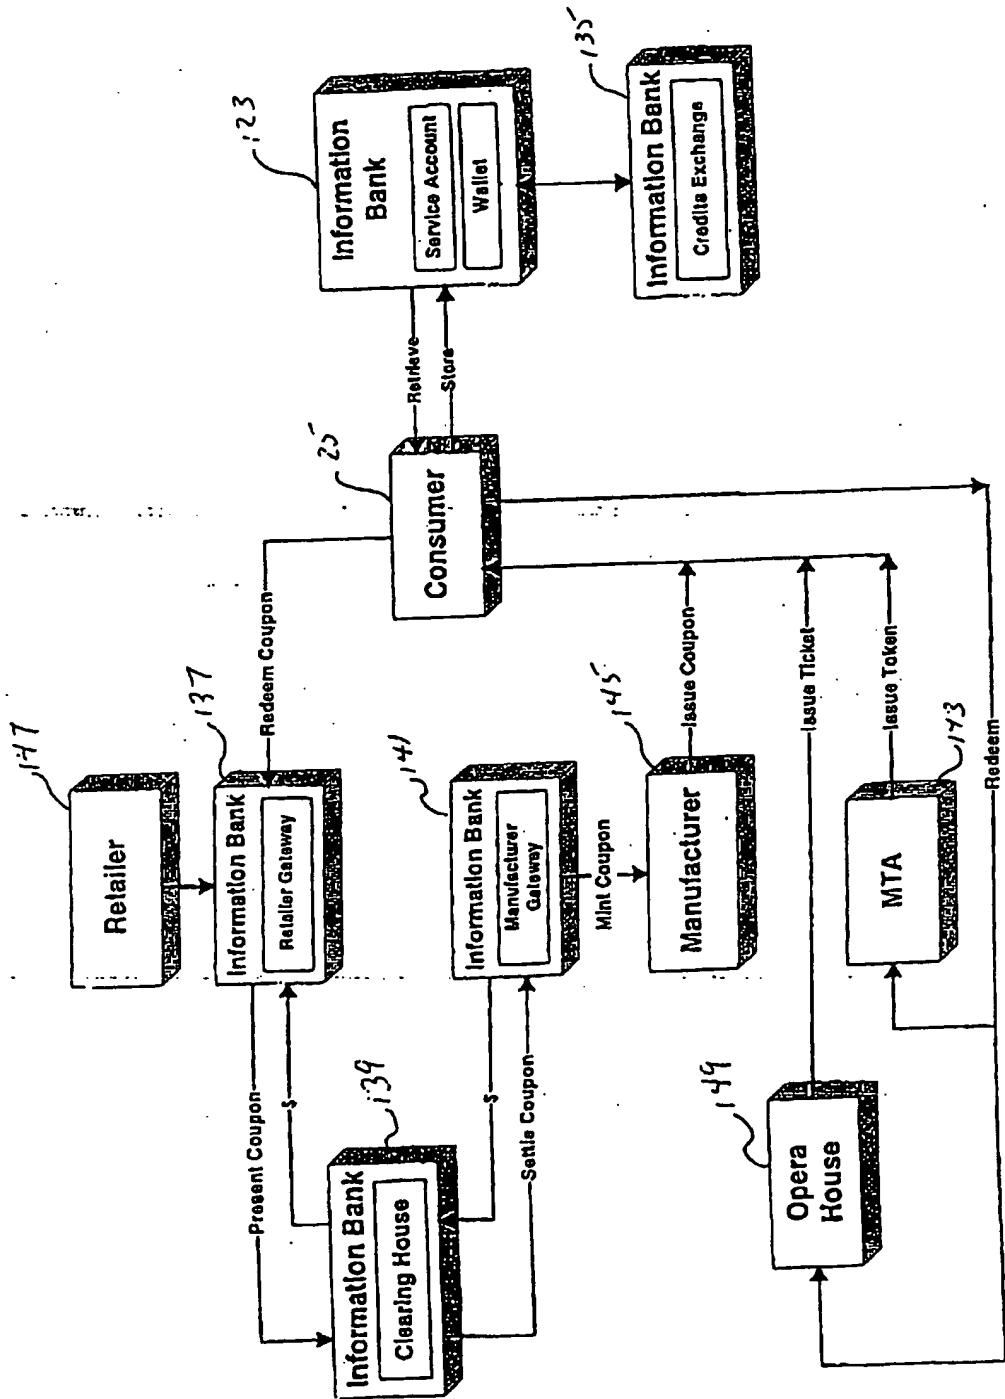 147
Retailer
137
Information Bank
Retailer Gateway
Redeem Coupon
Present Coupon
$
139
Information Bank
Clearing House
$
Settle Coupon
141
Information Bank
Manufacturer
Gateway
Mint Coupon
145
Manufacturer
Issue Coupon
25
Consumer
Retrieve
Store
123
Information
Bank
Service Account
Wallet
135
Information Bank
Credits Exchange
149
Opera
House
Issue Ticket
MTA
143
Issue Token
Redeem